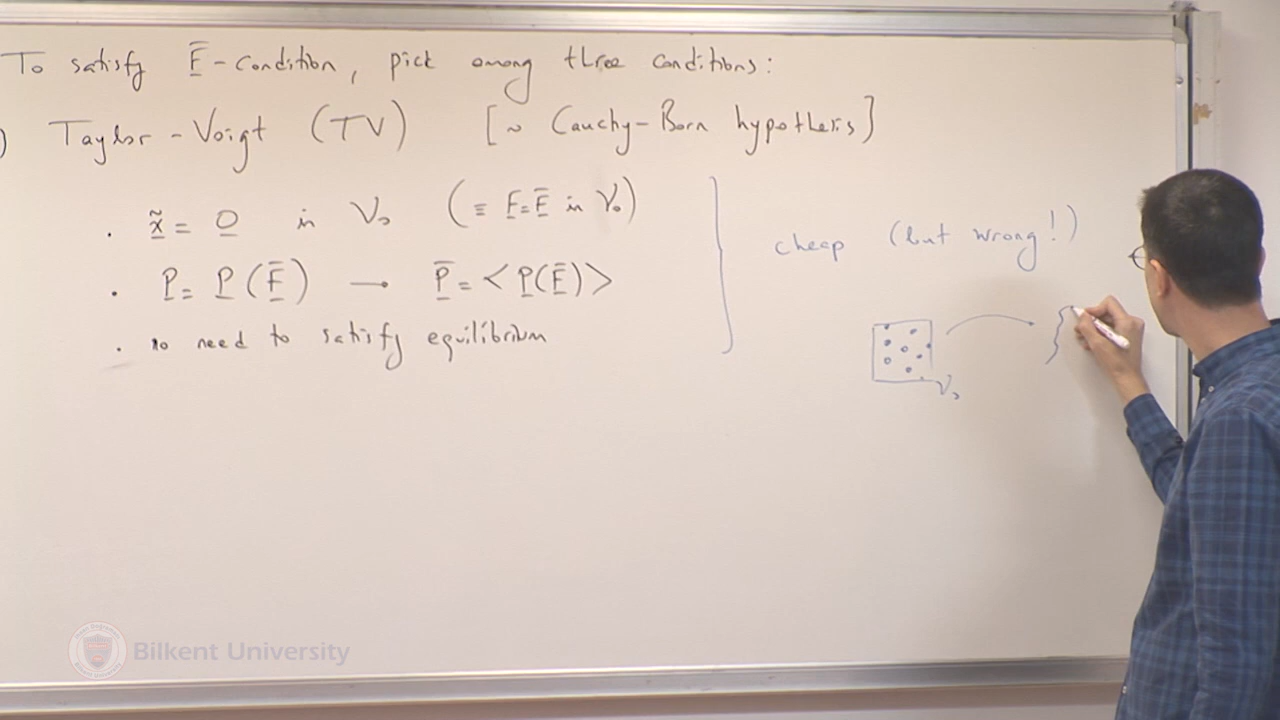 To satisfy F̅-condition, pick among three conditions:
) Taylor-Voigt (TV) [~ Cauchy-Born hypothesis]
. x̃ = 0 in V₀ (≡ F=F̅ in V₀)
. P = P(F̅) → P̅ = <P(F̅)>
. no need to satisfy equilibrium
cheap (but wrong!)
V₀
Bilkent University